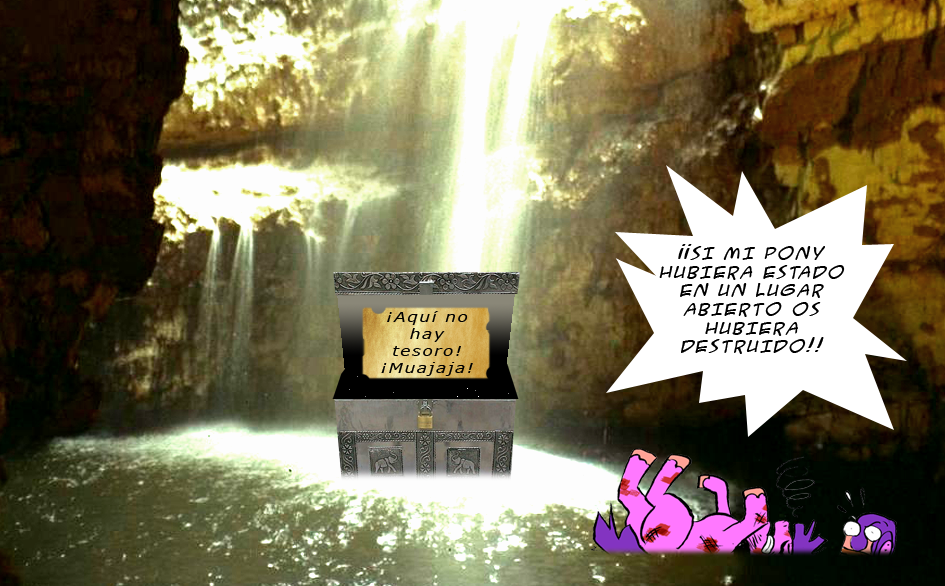 ¡¡SI MI PONY
HUBIERA ESTADO
EN UN LUGAR
ABIERTO OS
HUBIERA
DESTRUIDO!!
¡Aquí no
hay
tesoro!
¡Muajaja!